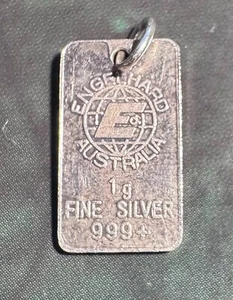 ENGELHARD
E
AUSTRALIA
1g
FINE SILVER
999+